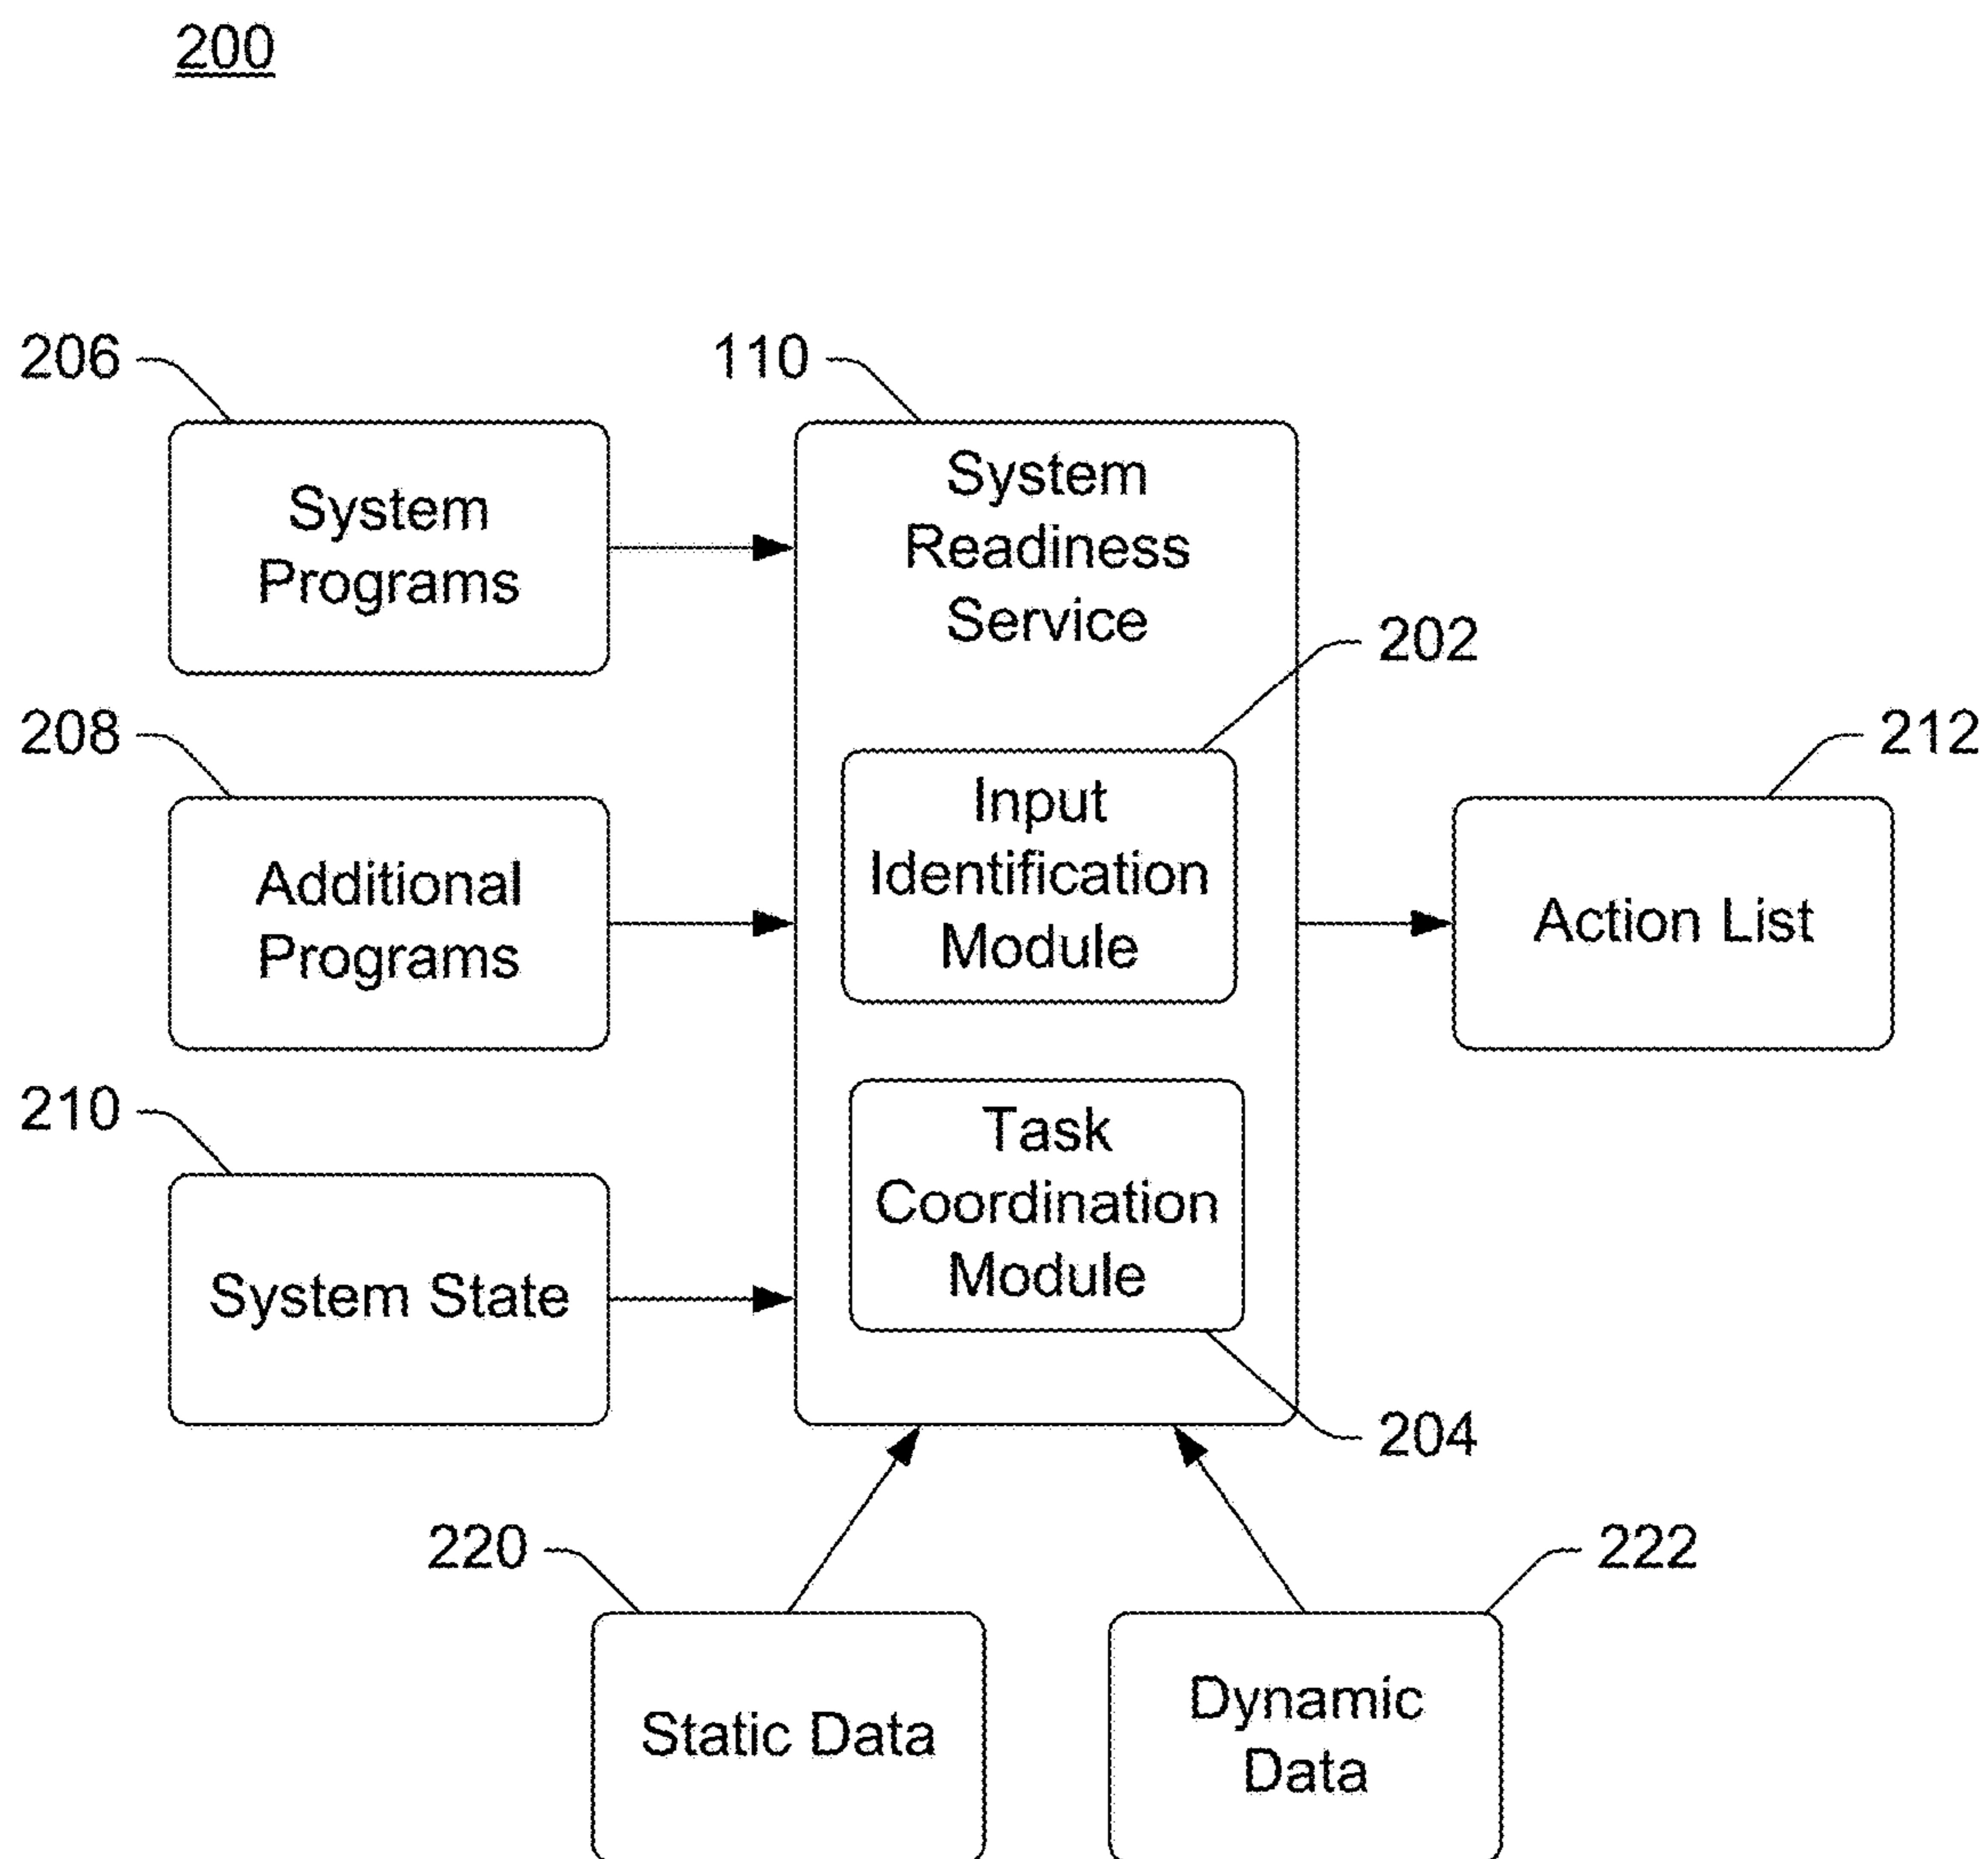 200
206
System
Programs
110
System
Readiness
Service
202
Input
Identification
Module
208
Additional
Programs
212
Action List
210
System State
Task
Coordination
Module
204
220
Static Data
222
Dynamic
Data